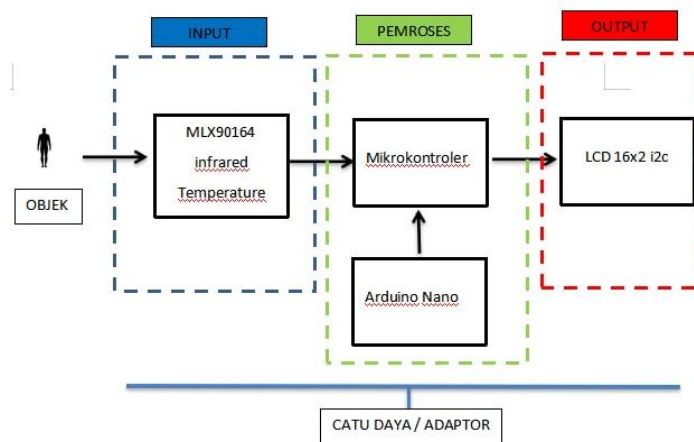 INPUT
PEMROSES
OUTPUT
OBJEK
MLX90164
infrared
Temperature
Mikrokontroler
LCD 16x2 i2c
Arduino Nano
CATU DAYA / ADAPTOR